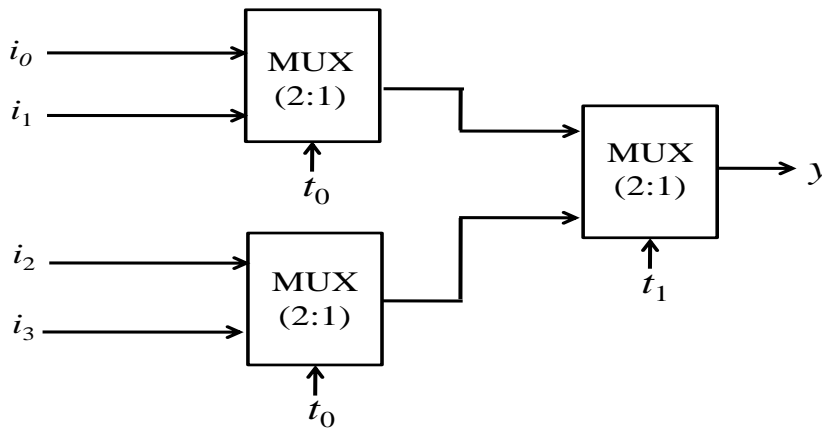 i₀
i₁
MUX
(2:1)
t₀
i₂
i₃
MUX
(2:1)
t₀
MUX
(2:1)
t₁
y